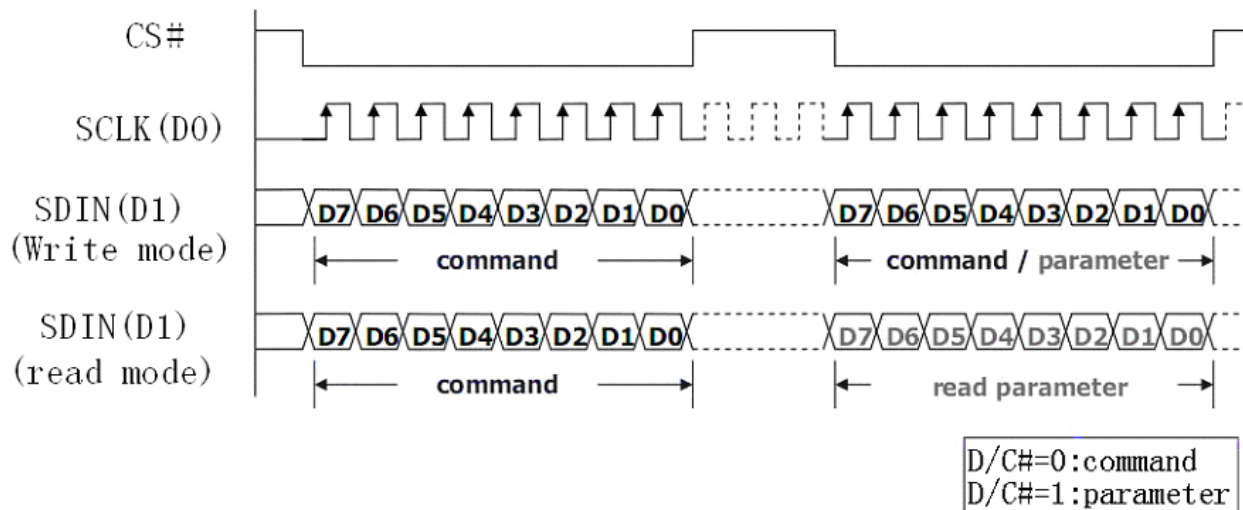 CS#
SCLK(D0)
SDIN(D1) D7 D6 D5 D4 D3 D2 D1 D0 D7 D6 D5 D4 D3 D2 D1 D0
(Write mode) command command / parameter
SDIN(D1) D7 D6 D5 D4 D3 D2 D1 D0 D7 D6 D5 D4 D3 D2 D1 D0
(read mode) command read parameter
D/C#=0:command
D/C#=1:parameter